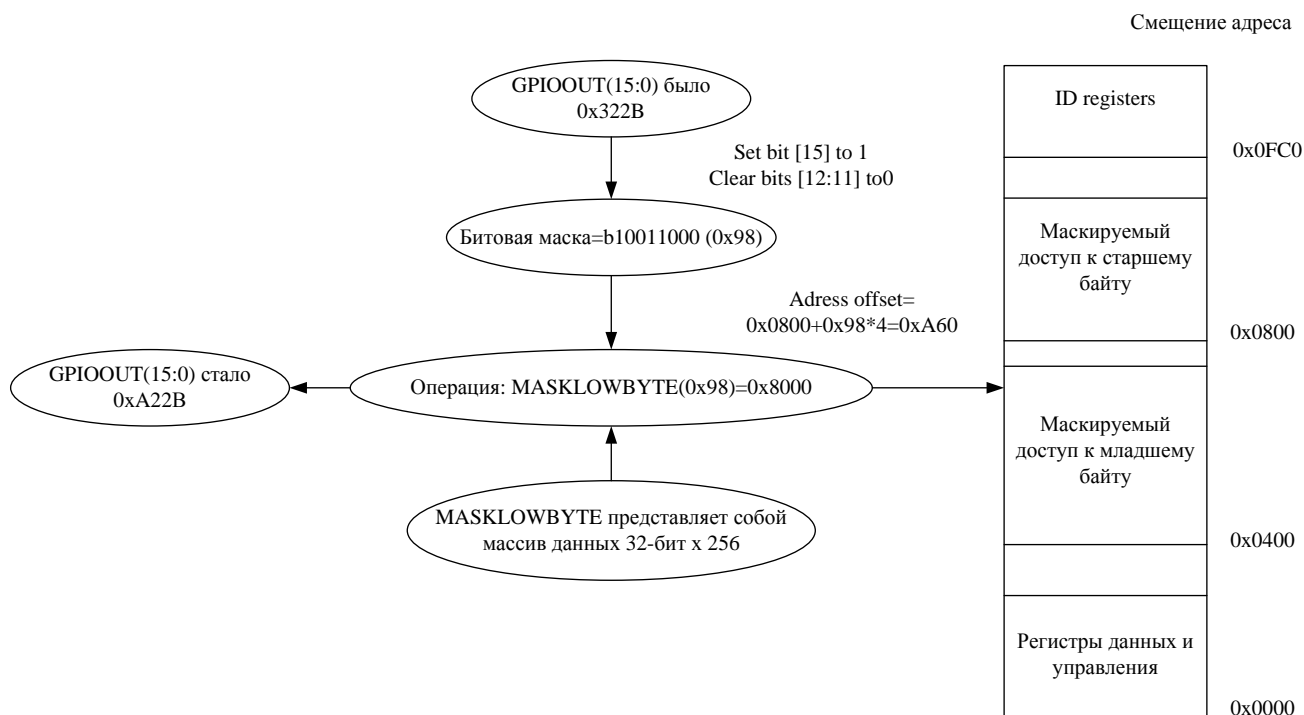 Смещение адреса
GPIOOUT(15:0) было
0x322B
Set bit [15] to 1
Clear bits [12:11] to0
Битовая маска=b10011000 (0x98)
Adress offset=
0x0800+0x98*4=0xA60
GPIOOUT(15:0) стало
0xA22B
Операция: MASKLOWBYTE(0x98)=0x8000
MASKLOWBYTE представляет собой
массив данных 32-бит x 256
ID registers
0x0FC0
Маскируемый
доступ к старшему
байту
0x0800
Маскируемый
доступ к младшему
байту
0x0400
Регистры данных и
управления
0x0000